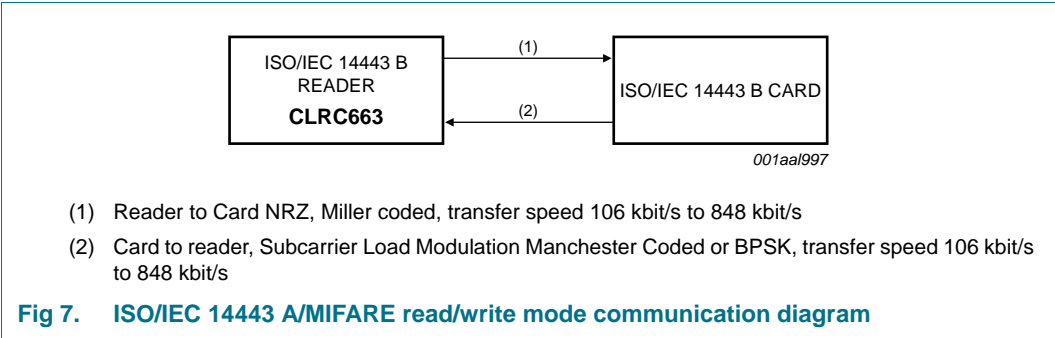 ISO/IEC 14443 B
READER
CLRC663
(1)
(2)
ISO/IEC 14443 B CARD
001aal997
(1) Reader to Card NRZ, Miller coded, transfer speed 106 kbit/s to 848 kbit/s
(2) Card to reader, Subcarrier Load Modulation Manchester Coded or BPSK, transfer speed 106 kbit/s
to 848 kbit/s
Fig 7. ISO/IEC 14443 A/MIFARE read/write mode communication diagram